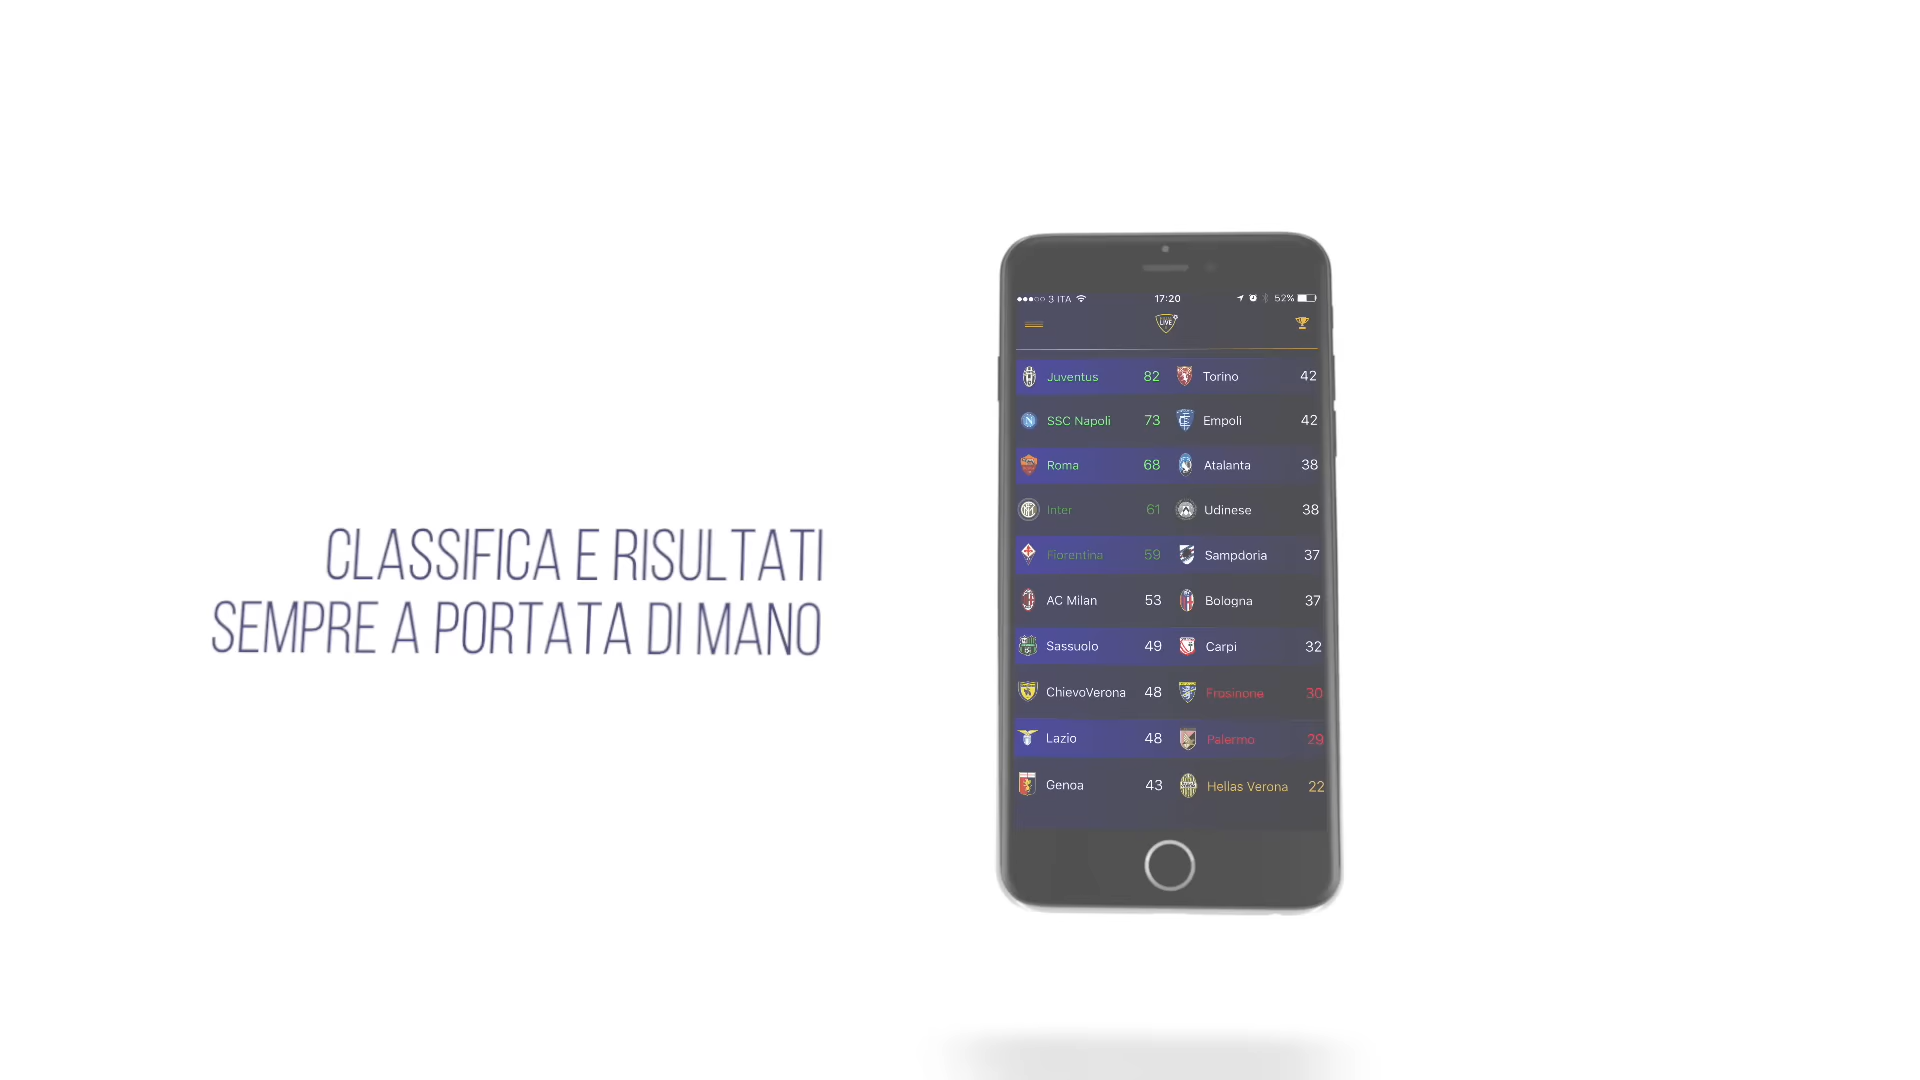 CLASSIFICA E RISULTATI
SEMPRE A PORTATA DI MANO
3 ITA 17:20 52%
LIVE
Juventus 82 Torino 42
SSC Napoli 73 Empoli 42
Roma 68 Atalanta 38
Inter 61 Udinese 38
Fiorentina 59 Sampdoria 37
AC Milan 53 Bologna 37
Sassuolo 49 Carpi 32
ChievoVerona 48 Frosinone 30
Lazio 48 Palermo 29
Genoa 43 Hellas Verona 22